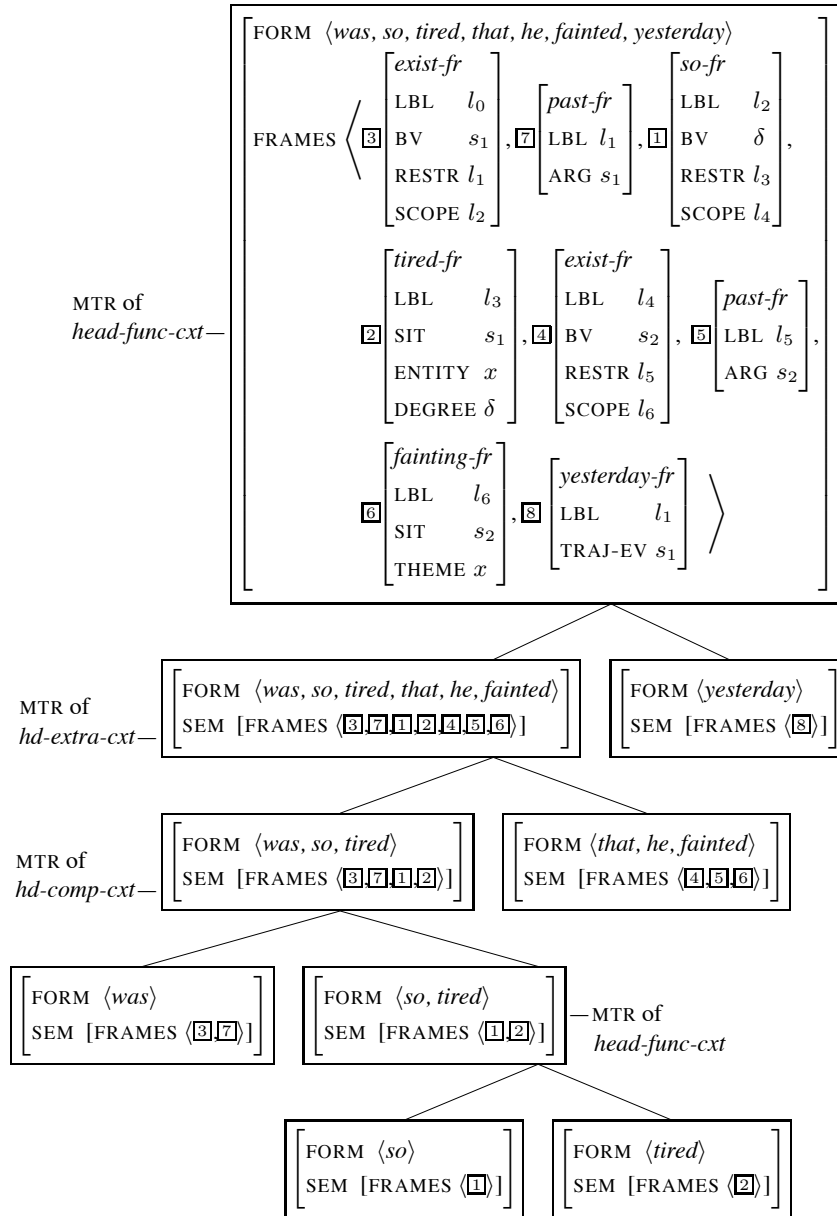 FORM ⟨was, so, tired, that, he, fainted, yesterday⟩
FRAMES ⟨ 3 [exist-fr LBL l0 BV s1 RESTR l1 SCOPE l2], 7 [past-fr LBL l1 ARG s1], 1 [so-fr LBL l2 BV δ RESTR l3 SCOPE l4],
2 [tired-fr LBL l3 SIT s1 ENTITY x DEGREE δ], 4 [exist-fr LBL l4 BV s2 RESTR l5 SCOPE l6], 5 [past-fr LBL l5 ARG s2],
6 [fainting-fr LBL l6 SIT s2 THEME x], 8 [yesterday-fr LBL l1 TRAJ-EV s1] ⟩
MTR of
head-func-cxt
FORM ⟨was, so, tired, that, he, fainted⟩
SEM [FRAMES ⟨3,7,1,2,4,5,6⟩]
MTR of
hd-extra-cxt
FORM ⟨yesterday⟩
SEM [FRAMES ⟨8⟩]
FORM ⟨was, so, tired⟩
SEM [FRAMES ⟨3,7,1,2⟩]
MTR of
hd-comp-cxt
FORM ⟨that, he, fainted⟩
SEM [FRAMES ⟨4,5,6⟩]
FORM ⟨was⟩
SEM [FRAMES ⟨3,7⟩]
FORM ⟨so, tired⟩
SEM [FRAMES ⟨1,2⟩]
MTR of
head-func-cxt
FORM ⟨so⟩
SEM [FRAMES ⟨1⟩]
FORM ⟨tired⟩
SEM [FRAMES ⟨2⟩]